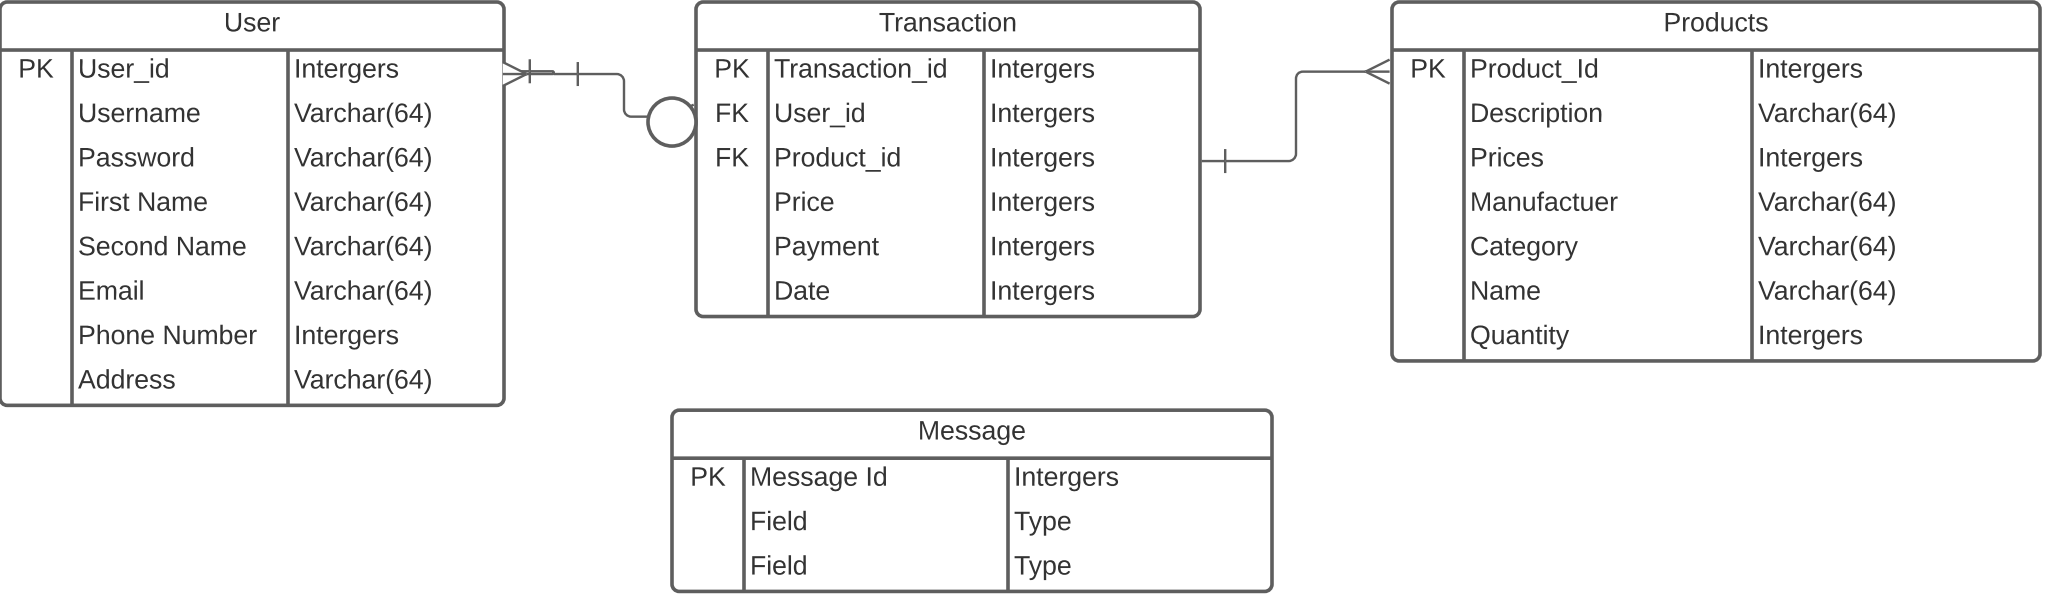 User
PK User_id Intergers
Username Varchar(64)
Password Varchar(64)
First Name Varchar(64)
Second Name Varchar(64)
Email Varchar(64)
Phone Number Intergers
Address Varchar(64)
Transaction
PK Transaction_id Intergers
FK User_id Intergers
FK Product_id Intergers
Price Intergers
Payment Intergers
Date Intergers
Products
PK Product_Id Intergers
Description Varchar(64)
Prices Intergers
Manufactuer Varchar(64)
Category Varchar(64)
Name Varchar(64)
Quantity Intergers
Message
PK Message Id Intergers
Field Type
Field Type